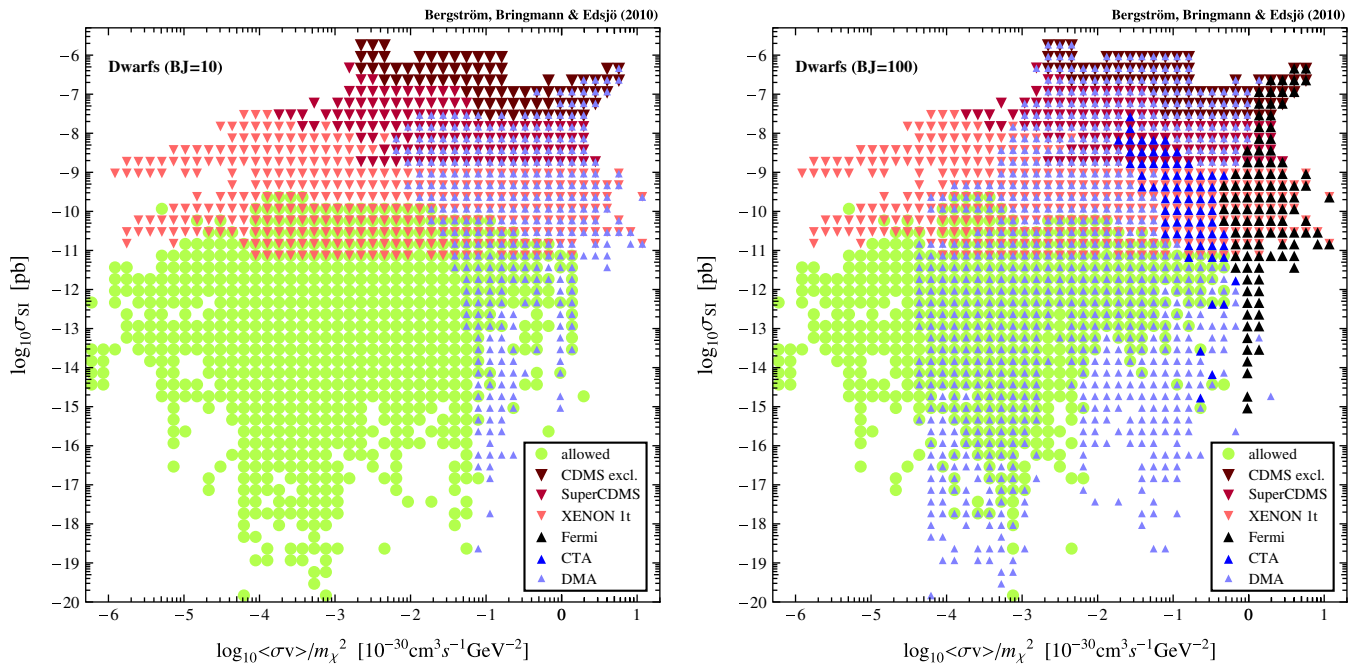 Bergström, Bringmann & Edsjö (2010)
Dwarfs (BJ=10)
−6
−7
−8
−9
−10
−11
−12
−13
−14
−15
−16
−17
−18
−19
−20
log₁₀σ_SI [pb]
allowed
CDMS excl.
SuperCDMS
XENON 1t
Fermi
CTA
DMA
−6 −5 −4 −3 −2 −1 0 1
log₁₀<σv>/m_χ² [10⁻³⁰cm³s⁻¹GeV⁻²]
Bergström, Bringmann & Edsjö (2010)
Dwarfs (BJ=100)
−6
−7
−8
−9
−10
−11
−12
−13
−14
−15
−16
−17
−18
−19
−20
log₁₀σ_SI [pb]
allowed
CDMS excl.
SuperCDMS
XENON 1t
Fermi
CTA
DMA
−6 −5 −4 −3 −2 −1 0 1
log₁₀<σv>/m_χ² [10⁻³⁰cm³s⁻¹GeV⁻²]